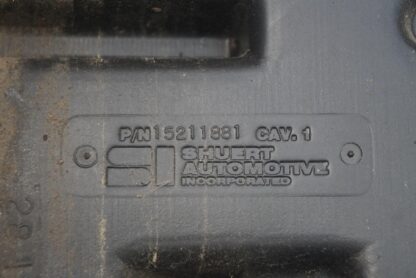 P/N15211881 CAV.1
SHUERT
AUTOMOTIVE
INCORPORATED